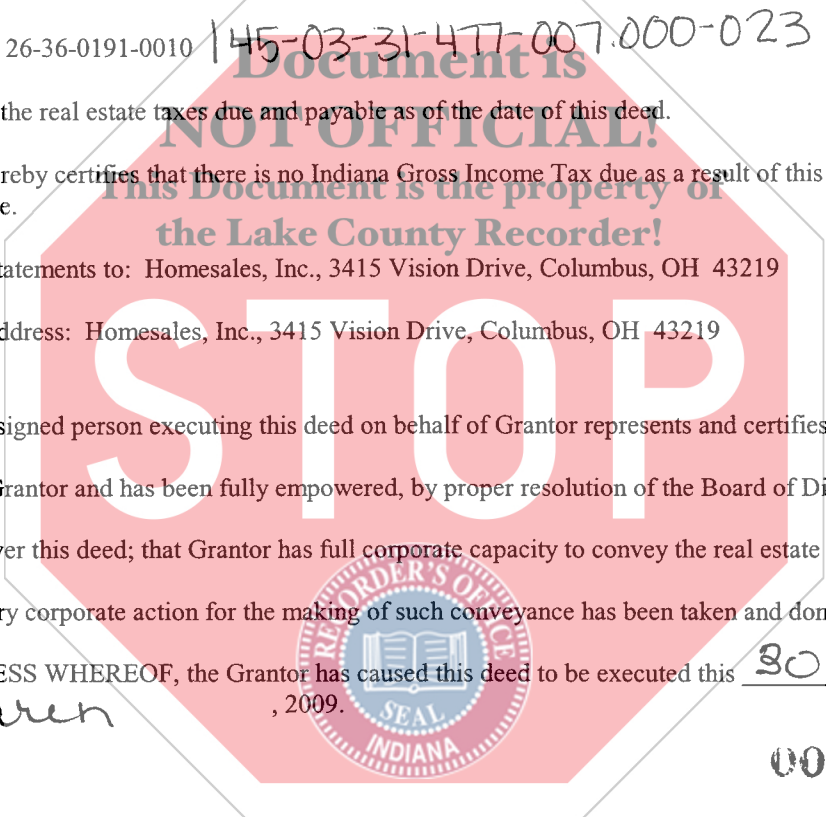 26-36-0191-0010 | 45-03-31-477-007.000-023
Document is
the real estate taxes due and payable as of the date of this deed.
NOT OFFICIAL!
reby certifies that there is no Indiana Gross Income Tax due as a result of this
This Document is the property of
e.
the Lake County Recorder!
tatements to: Homesales, Inc., 3415 Vision Drive, Columbus, OH 43219
ddress: Homesales, Inc., 3415 Vision Drive, Columbus, OH 43219
STOP
signed person executing this deed on behalf of Grantor represents and certifies
Grantor and has been fully empowered, by proper resolution of the Board of Di
er this deed; that Grantor has full corporate capacity to convey the real estate
ry corporate action for the making of such conveyance has been taken and don
RECORDER'S OFFICE
ESS WHEREOF, the Grantor has caused this deed to be executed this 30
, 2009.
SEAL
INDIANA
00